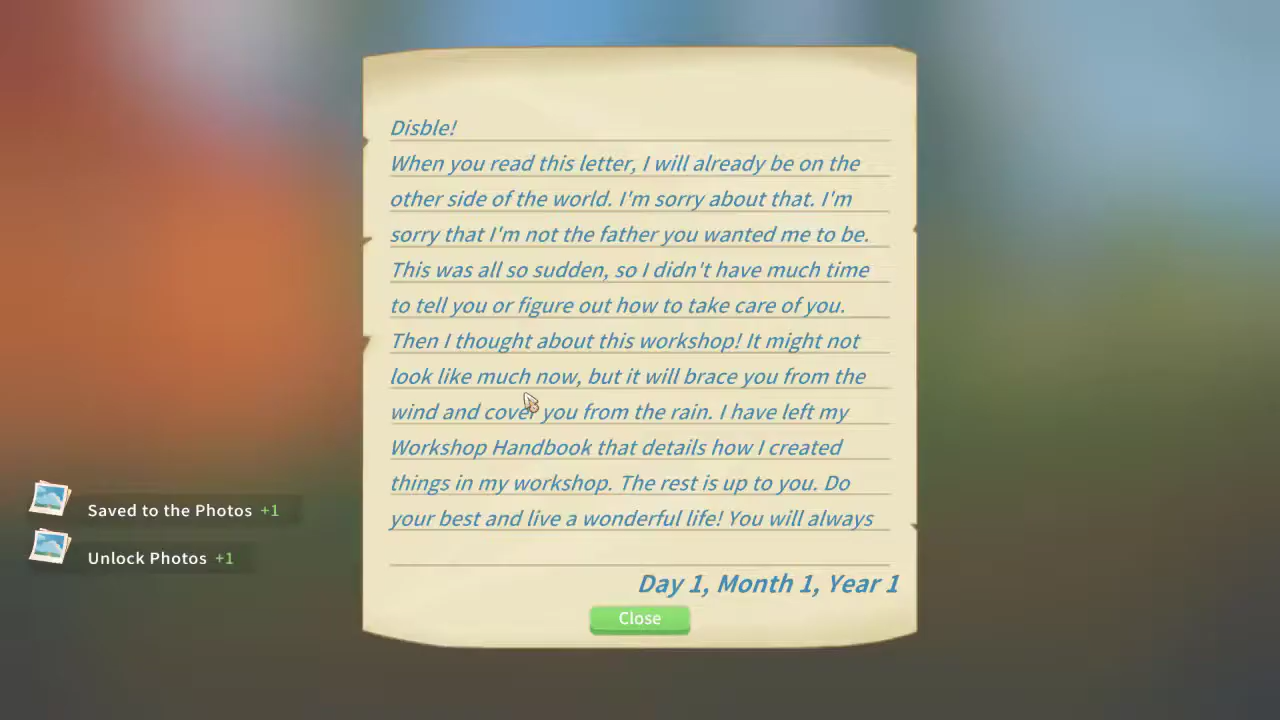 Disble!
When you read this letter, I will already be on the
other side of the world. I'm sorry about that. I'm
sorry that I'm not the father you wanted me to be.
This was all so sudden, so I didn't have much time
to tell you or figure out how to take care of you.
Then I thought about this workshop! It might not
look like much now, but it will brace you from the
wind and cover you from the rain. I have left my
Workshop Handbook that details how I created
things in my workshop. The rest is up to you. Do
your best and live a wonderful life! You will always
Day 1, Month 1, Year 1
Close
Saved to the Photos +1
Unlock Photos +1